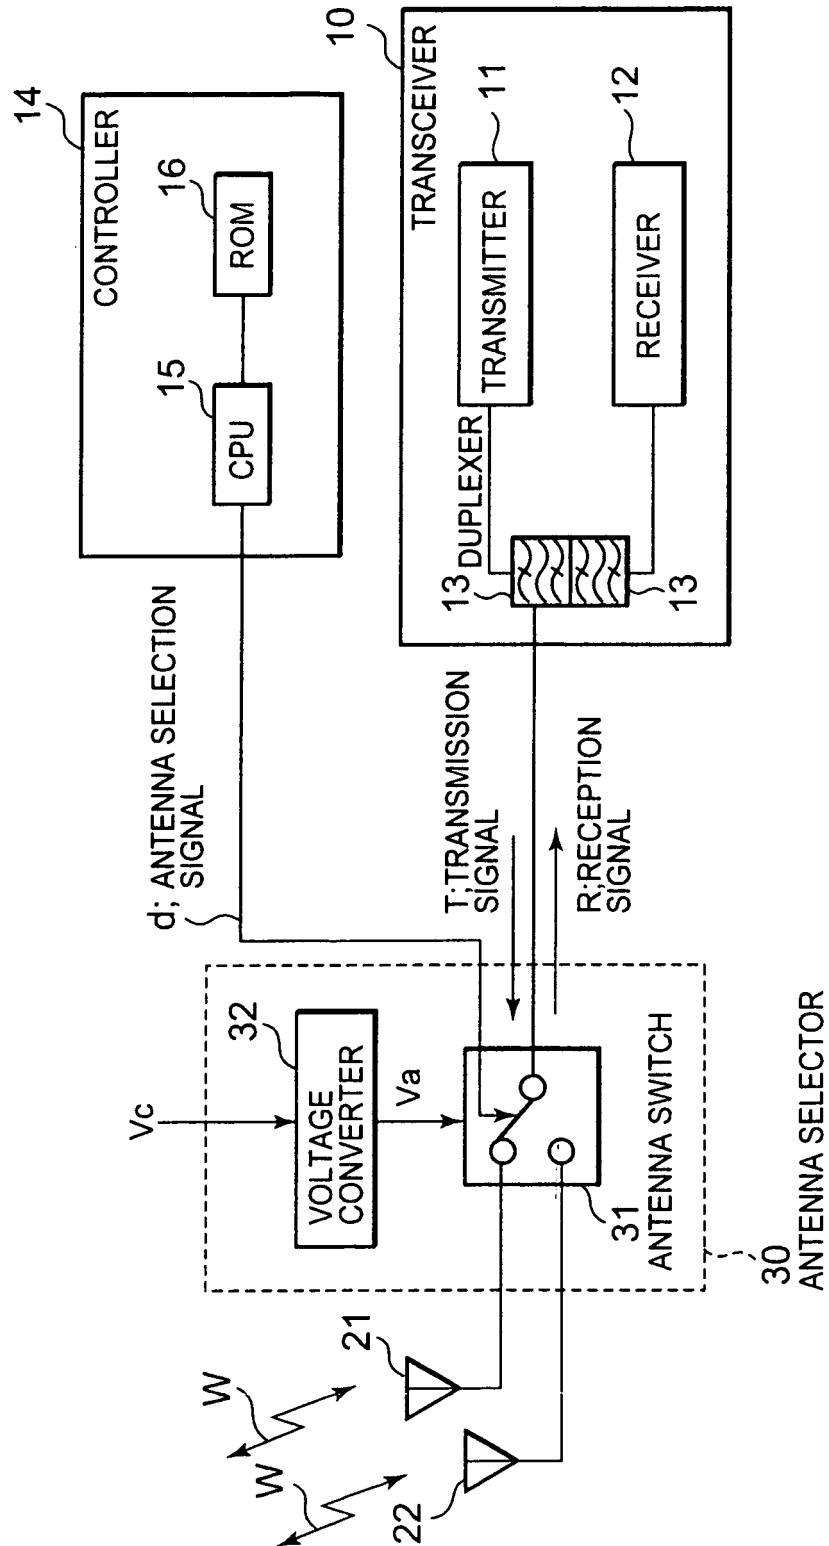 14
CONTROLLER
16
ROM
15
CPU
d; ANTENNA SELECTION
SIGNAL
10
TRANSCEIVER
11
TRANSMITTER
12
RECEIVER
DUPLEXER
13
13
T;TRANSMISSION
SIGNAL
R;RECEPTION
SIGNAL
Vc
32
VOLTAGE
CONVERTER
Va
31
ANTENNA SWITCH
30
ANTENNA SELECTOR
W
21
W
22